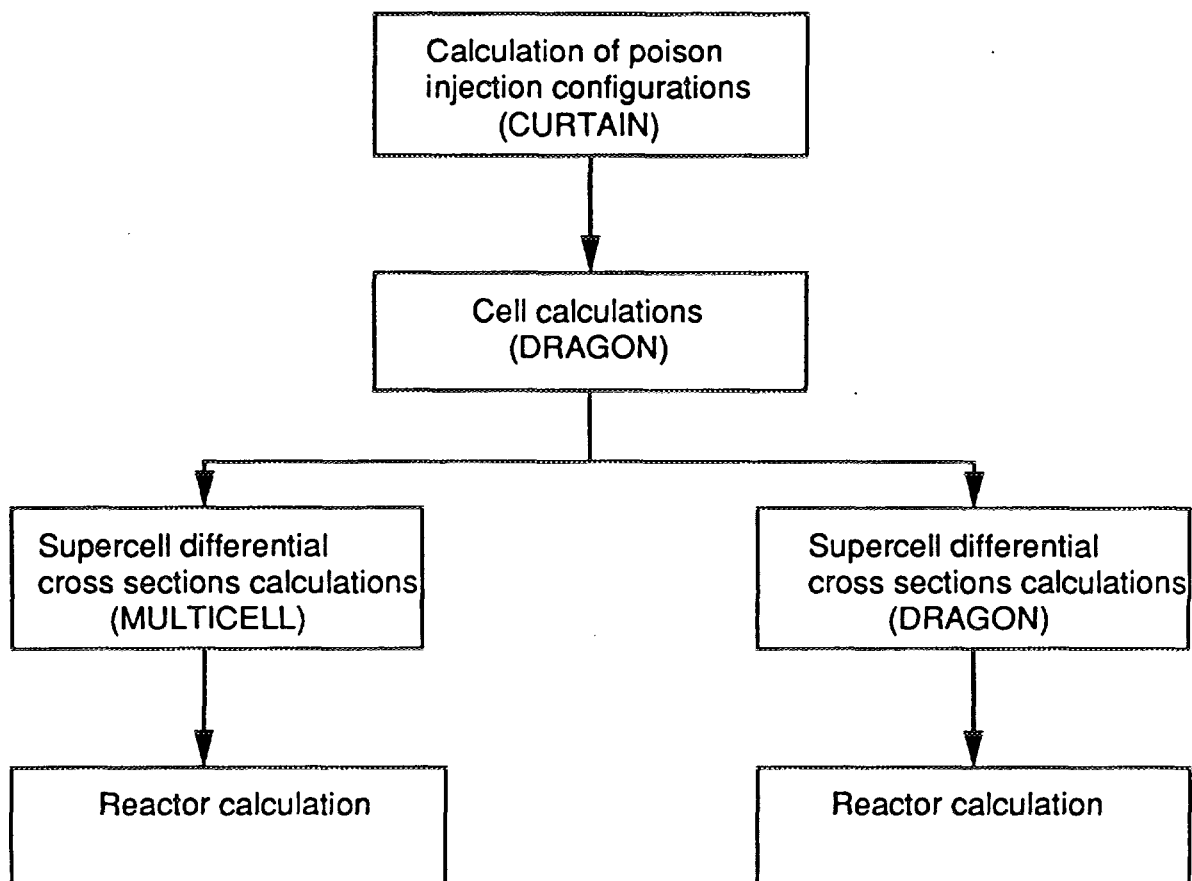 Calculation of poison
injection configurations
(CURTAIN)
Cell calculations
(DRAGON)
Supercell differential
cross sections calculations
(MULTICELL)
Supercell differential
cross sections calculations
(DRAGON)
Reactor calculation
Reactor calculation